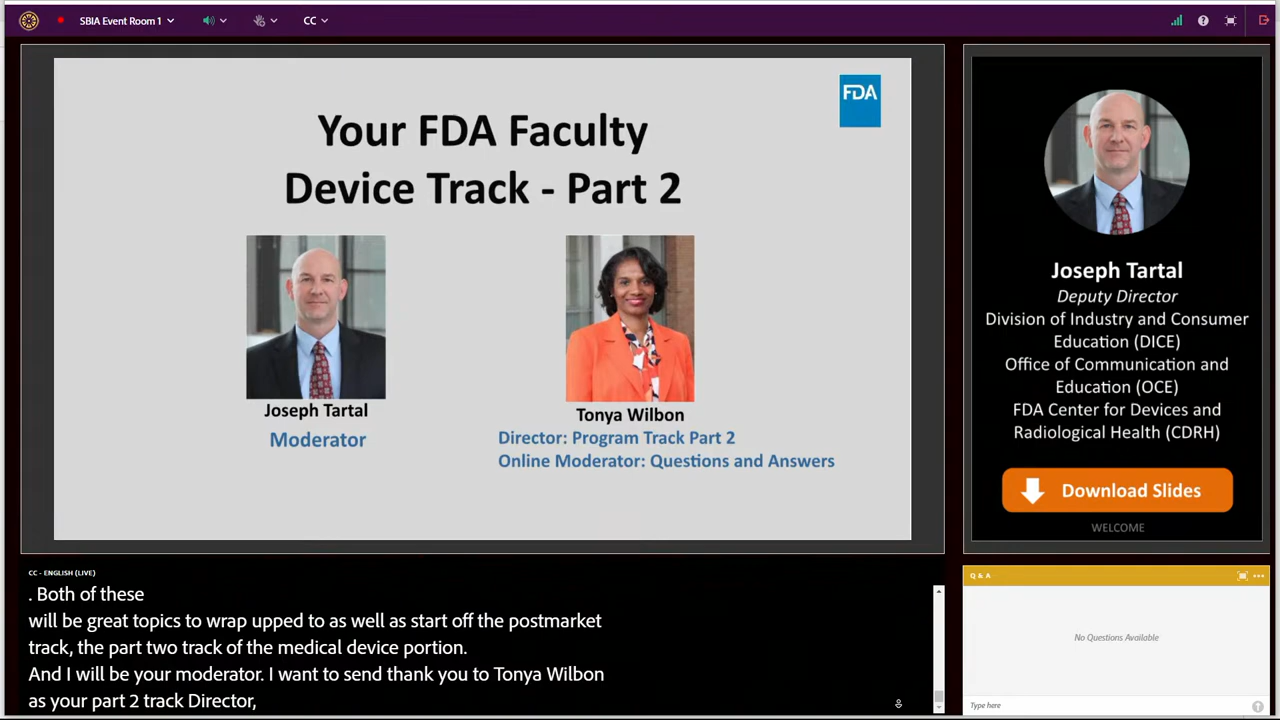 SBIA Event Room 1
CC
FDA
Your FDA Faculty
Device Track - Part 2
Joseph Tartal
Moderator
Tonya Wilbon
Director: Program Track Part 2
Online Moderator: Questions and Answers
Joseph Tartal
Deputy Director
Division of Industry and Consumer
Education (DICE)
Office of Communication and
Education (OCE)
FDA Center for Devices and
Radiological Health (CDRH)
Download Slides
WELCOME
CC - ENGLISH (LIVE)
. Both of these
will be great topics to wrap upped to as well as start off the postmarket
track, the part two track of the medical device portion.
And I will be your moderator. I want to send thank you to Tonya Wilbon
as your part 2 track Director,
Q & A
No Questions Available
Type here